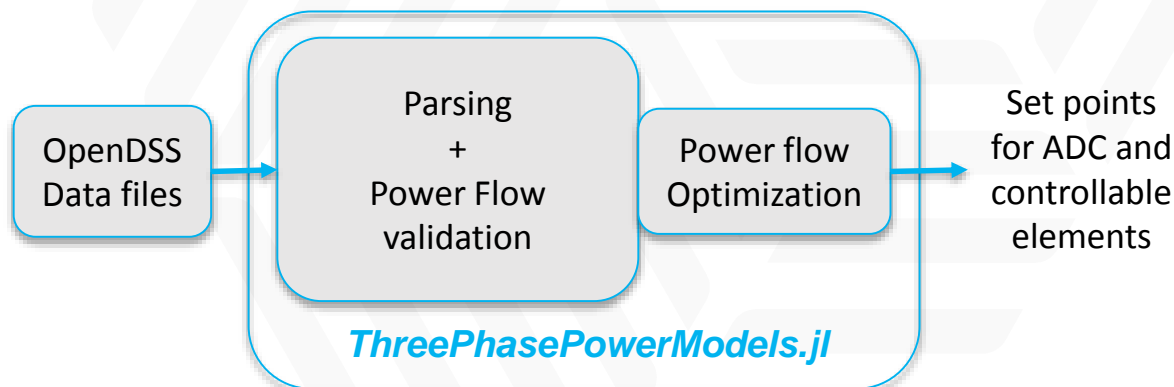 OpenDSS
Data files
Parsing
+
Power Flow
validation
Power flow
Optimization
Set points
for ADC and
controllable
elements
ThreePhasePowerModels.jl